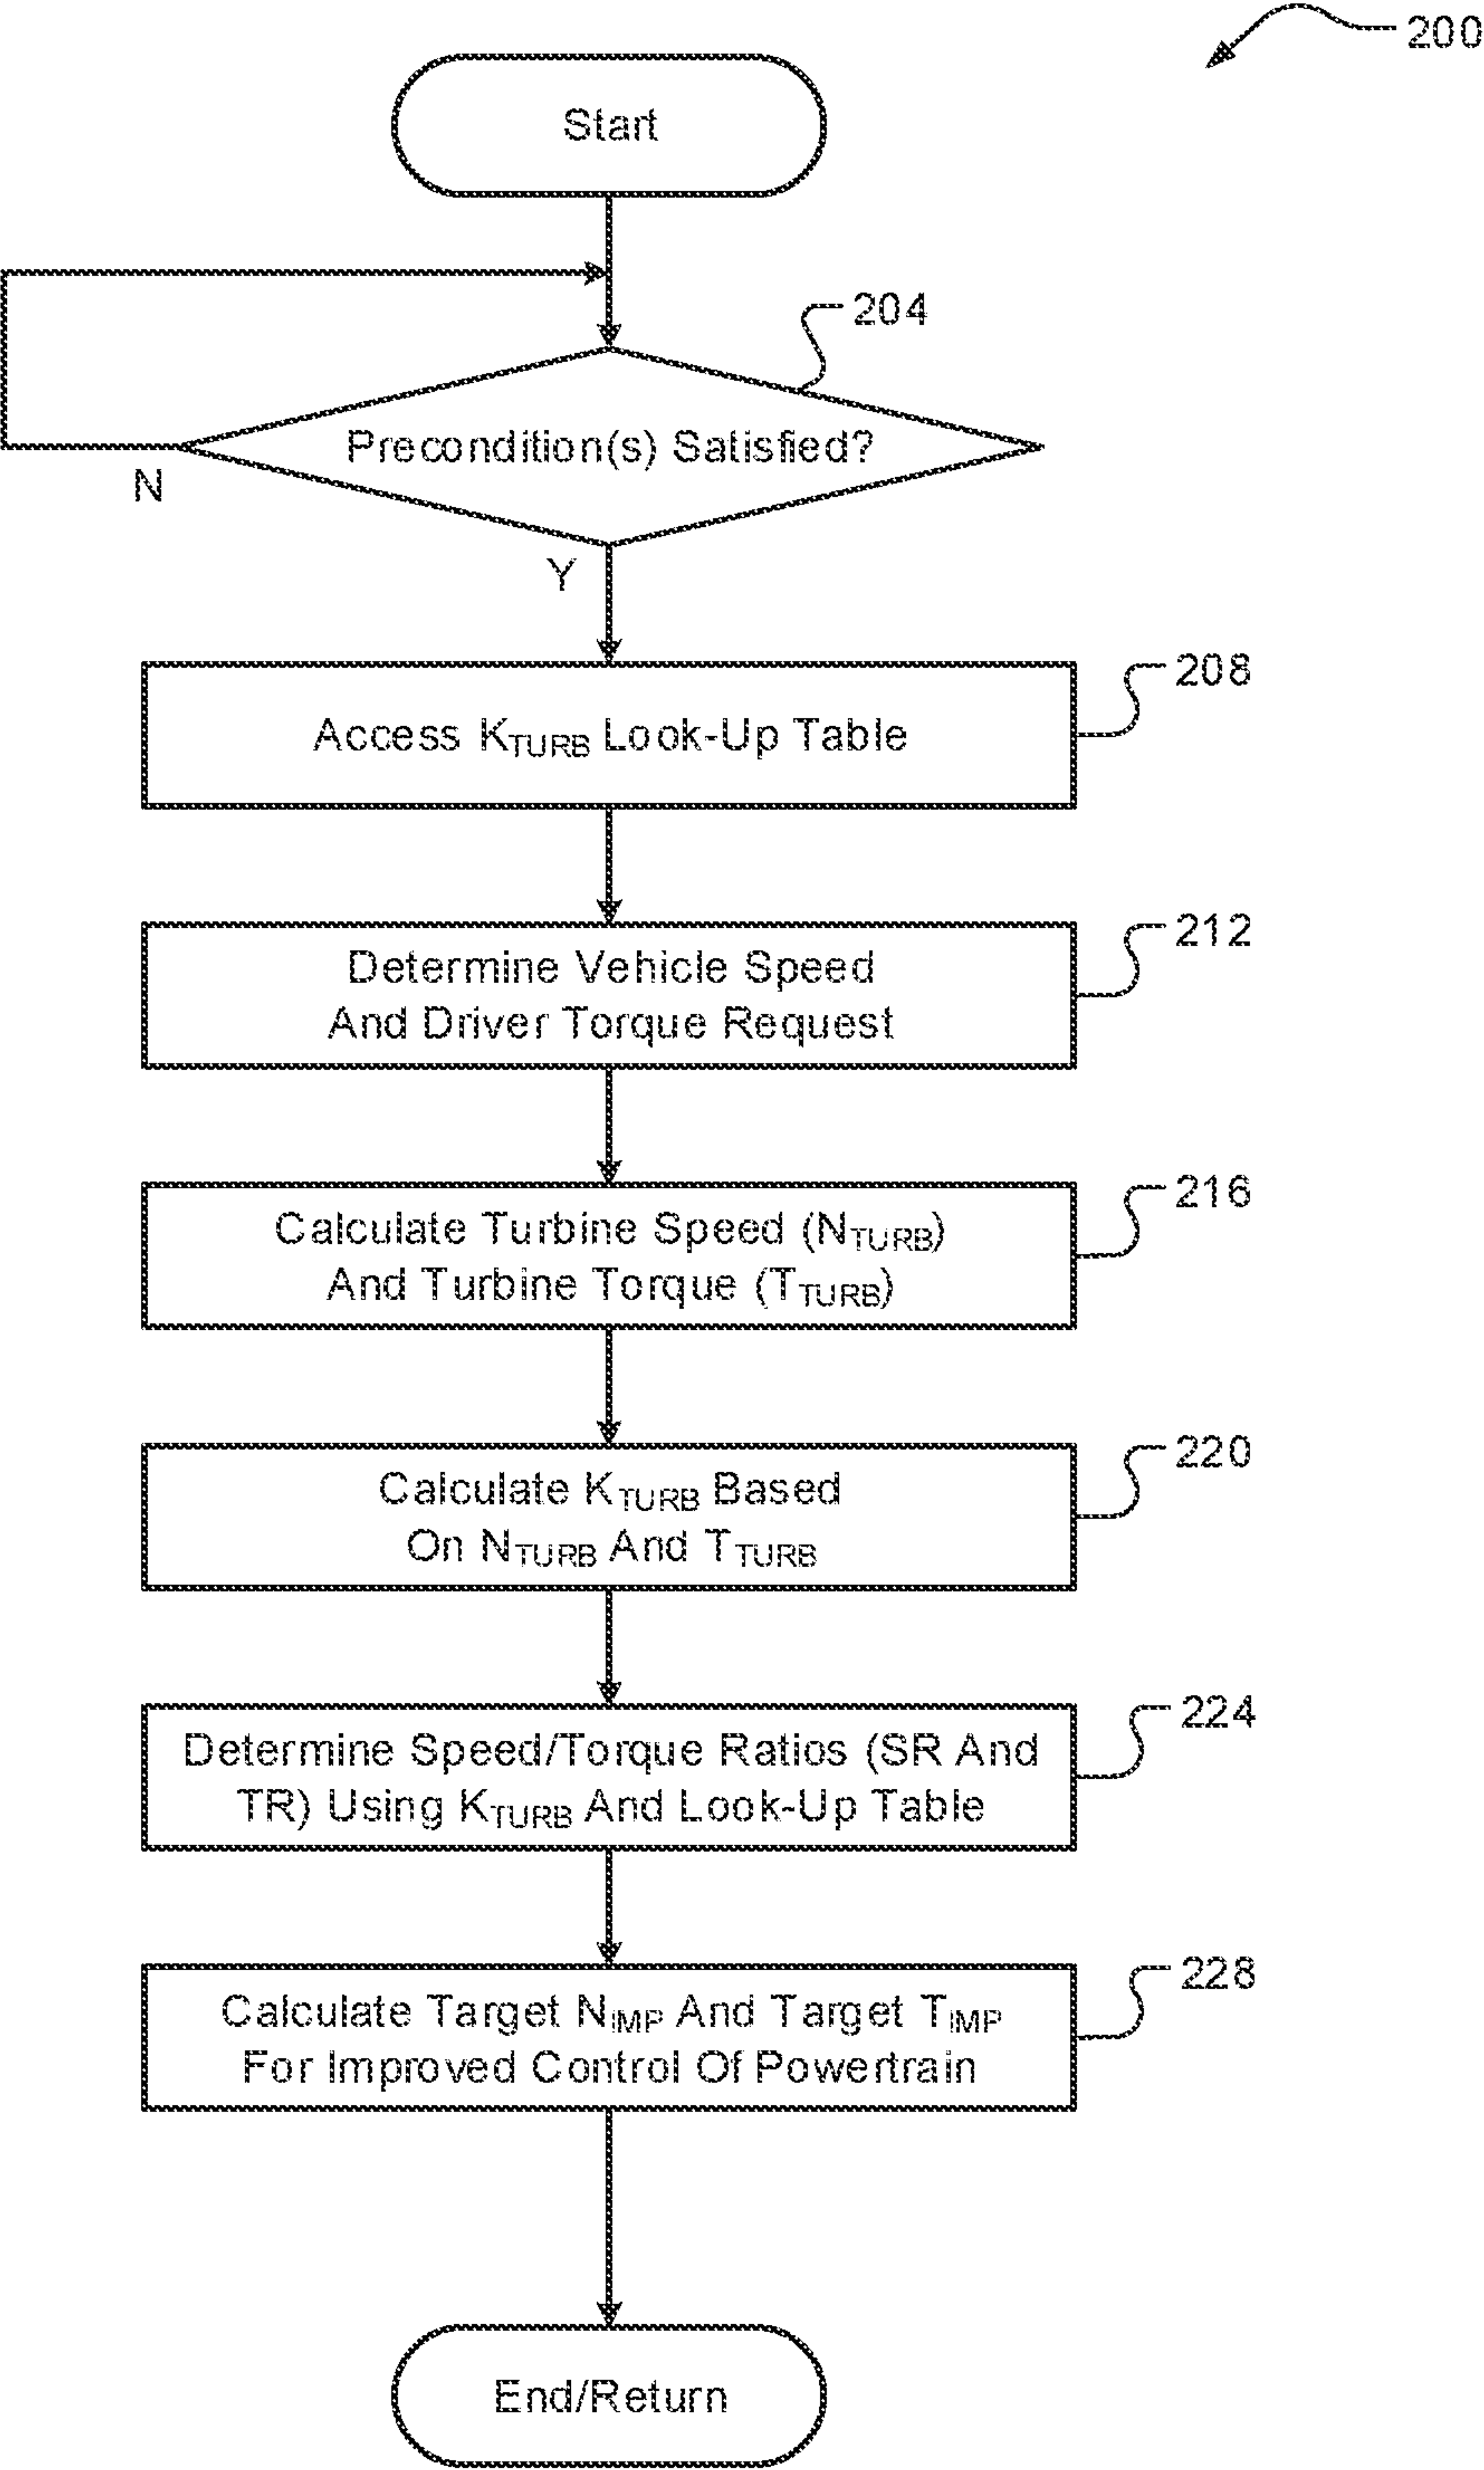 200
Start
204
Precondition(s) Satisfied?
N
Y
208
Access KTURB Look-Up Table
212
Determine Vehicle Speed
And Driver Torque Request
216
Calculate Turbine Speed (NTURB)
And Turbine Torque (TTURB)
220
Calculate KTURB Based
On NTURB And TTURB
224
Determine Speed/Torque Ratios (SR And
TR) Using KTURB And Look-Up Table
228
Calculate Target NIMP And Target TIMP
For Improved Control Of Powertrain
End/Return